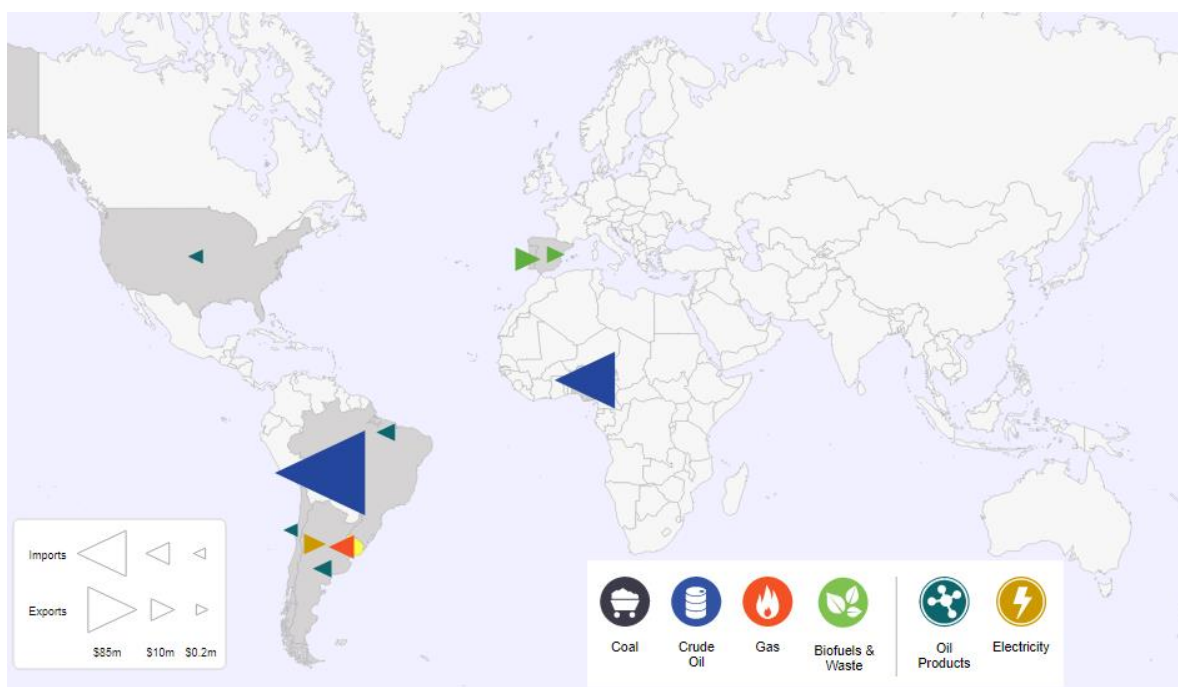 Imports
Exports
$85m $10m $0.2m
Coal
Crude
Oil
Gas
Biofuels &
Waste
Oil
Products
Electricity